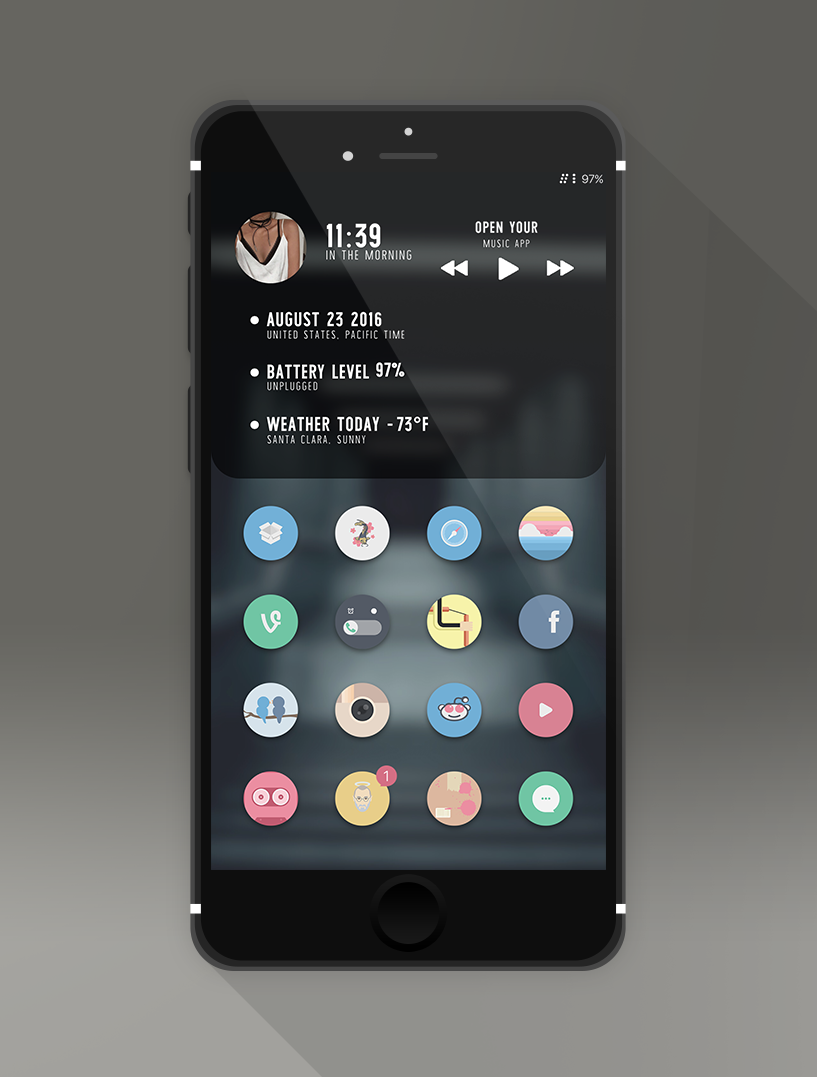 97%
11:39
IN THE MORNING
OPEN YOUR
MUSIC APP
AUGUST 23 2016
UNITED STATES, PACIFIC TIME
BATTERY LEVEL 97%
UNPLUGGED
WEATHER TODAY - 73°F
SANTA CLARA, SUNNY
f
1